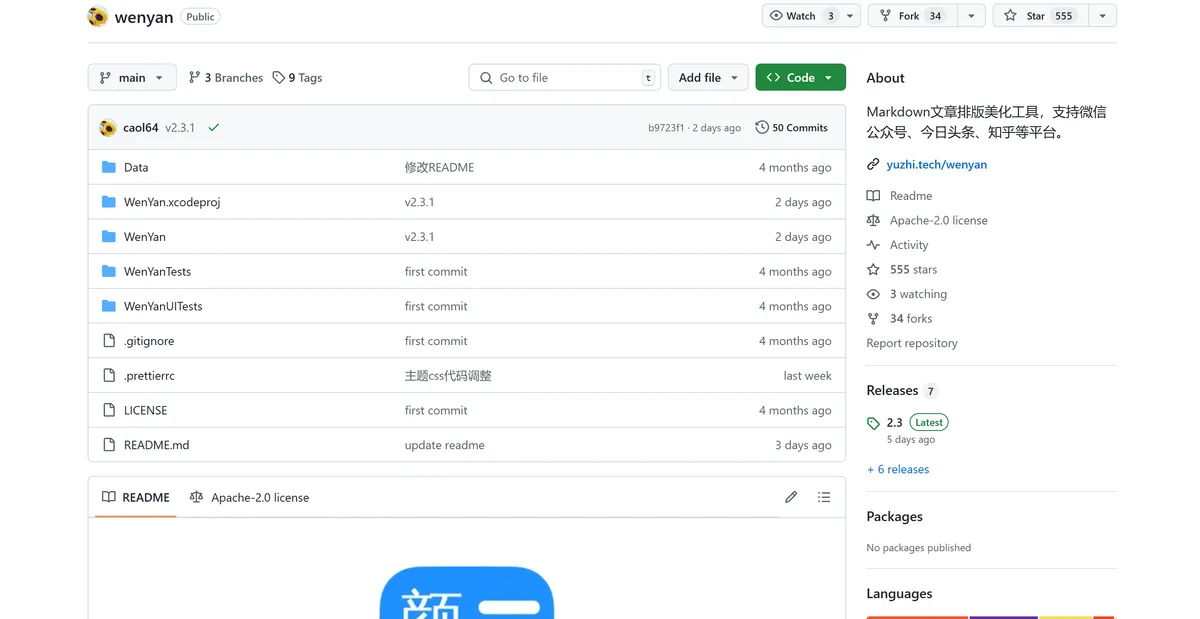 wenyan Public Watch 3 Fork 34 Star 555
main 3 Branches 9 Tags Go to file t Add file Code
caol64 v2.3.1 b9723f1 · 2 days ago 50 Commits
Data 修改README 4 months ago
WenYan.xcodeproj v2.3.1 2 days ago
WenYan v2.3.1 2 days ago
WenYanTests first commit 4 months ago
WenYanUITests first commit 4 months ago
.gitignore first commit 4 months ago
.prettierrc 主题css代码调整 last week
LICENSE first commit 4 months ago
README.md update readme 3 days ago
README Apache-2.0 license
颜
About
Markdown文章排版美化工具，支持微信
公众号、今日头条、知乎等平台。
yuzhi.tech/wenyan
Readme
Apache-2.0 license
Activity
555 stars
3 watching
34 forks
Report repository
Releases 7
2.3 Latest
5 days ago
+ 6 releases
Packages
No packages published
Languages